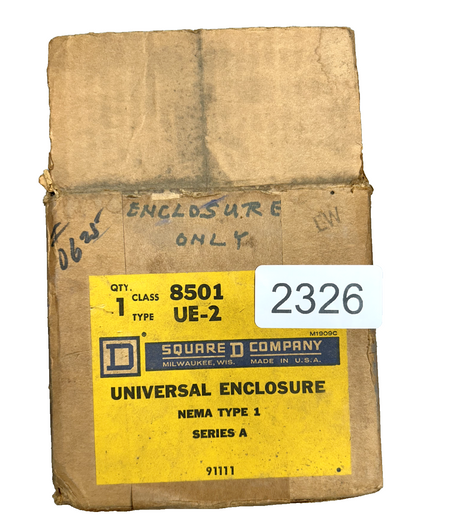 ENCLOSURE
ONLY
CW
QTY.
1 CLASS 8501
TYPE UE-2
2326
M1909C
D SQUARE D COMPANY
MILWAUKEE, WIS. MADE IN U.S.A.
UNIVERSAL ENCLOSURE
NEMA TYPE 1
SERIES A
91111